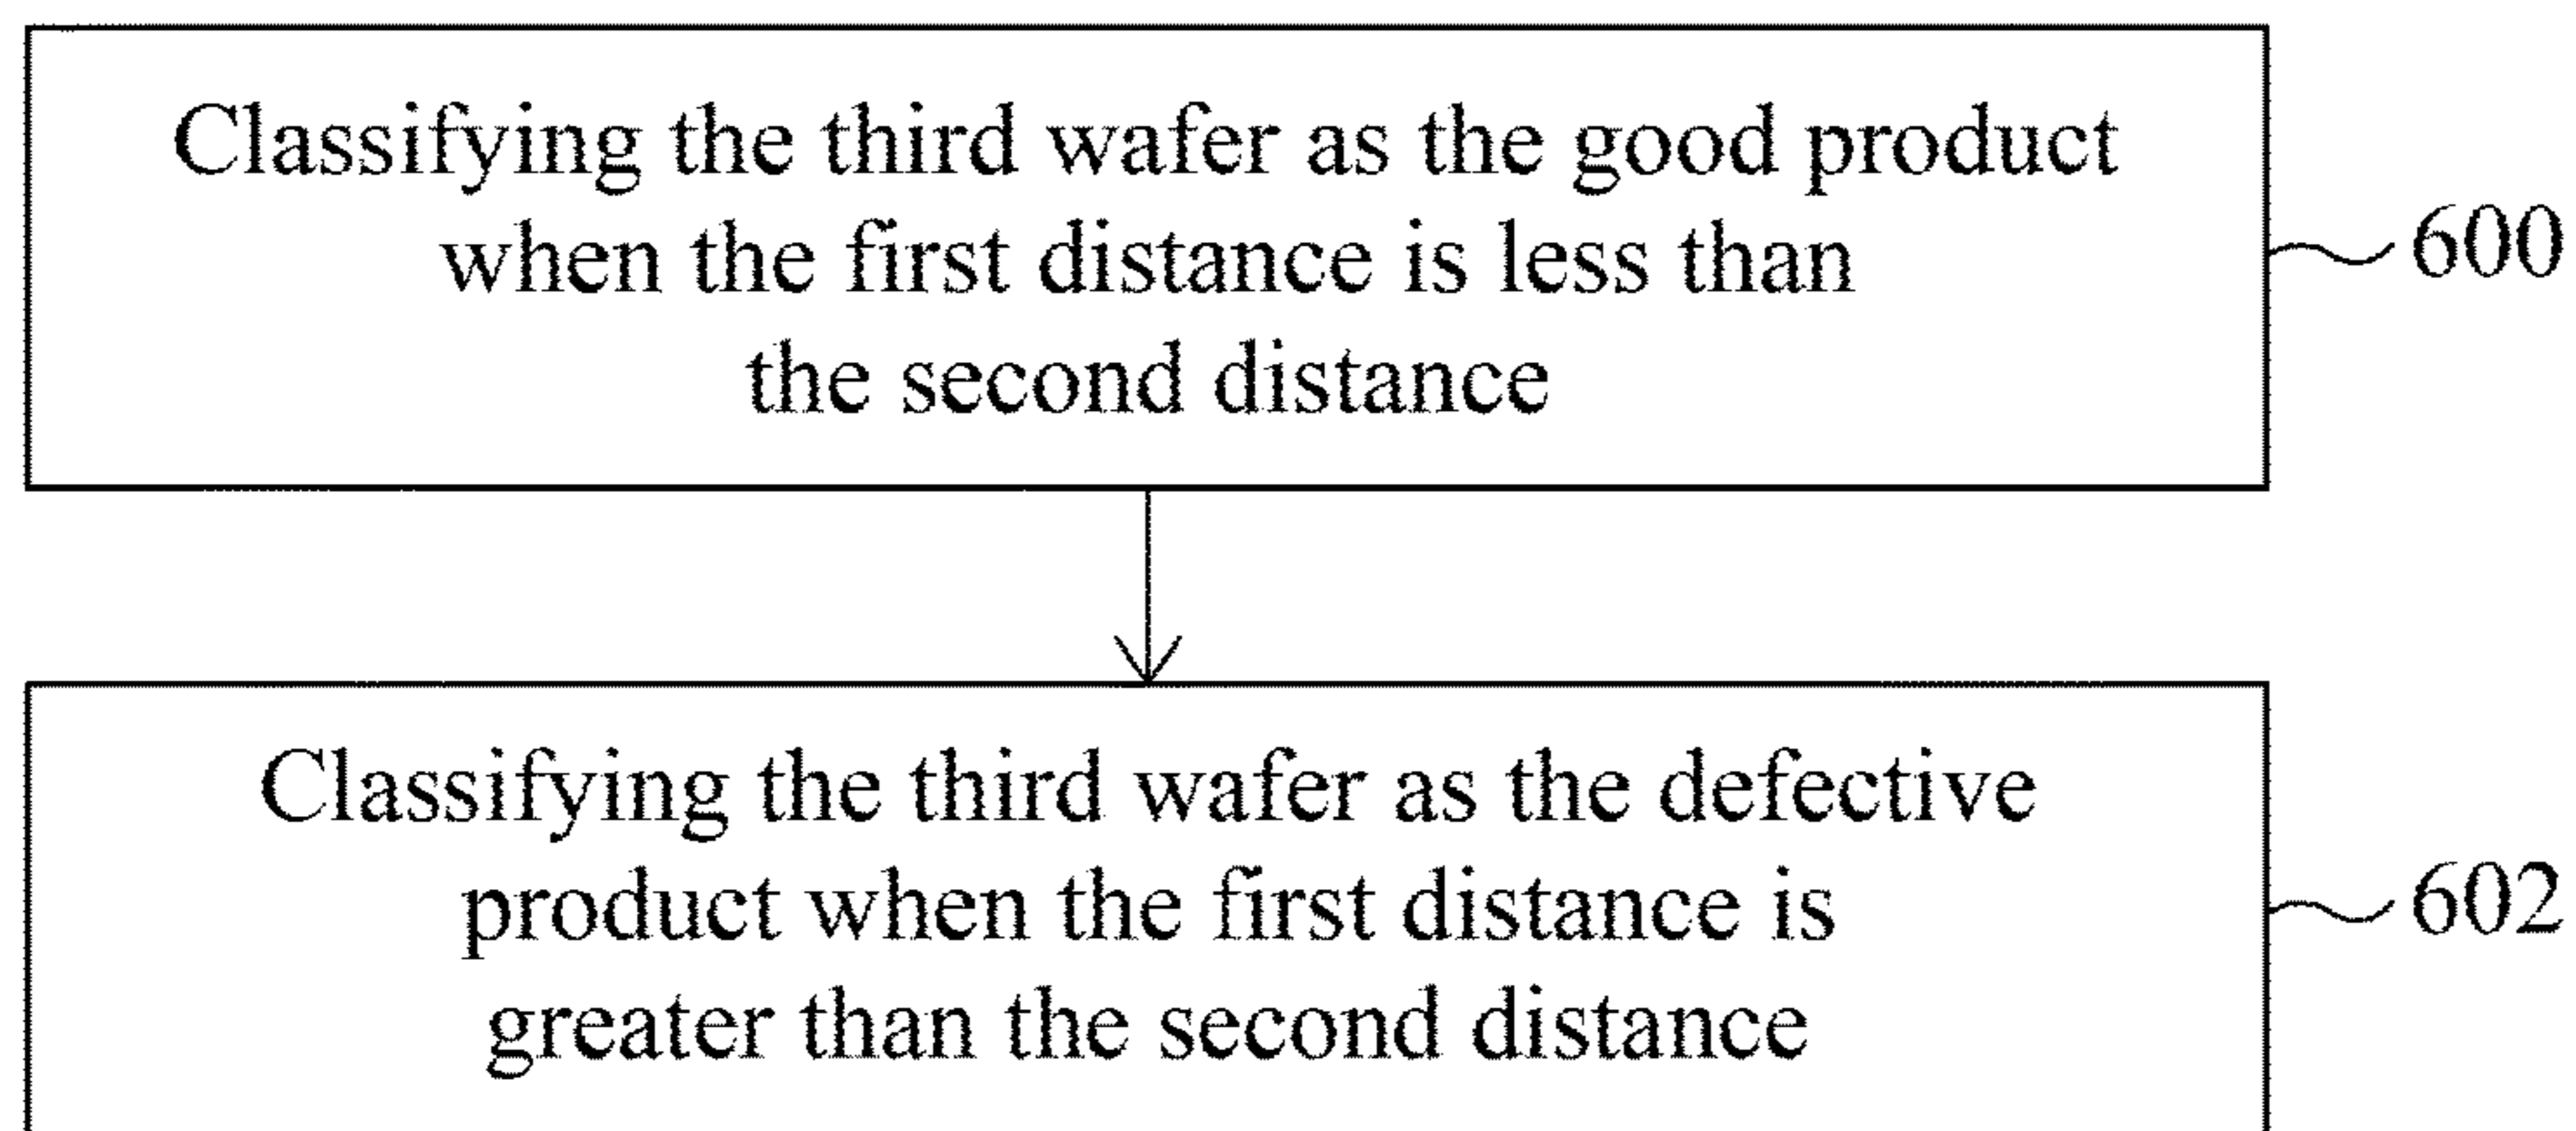 Classifying the third wafer as the good product
when the first distance is less than
the second distance
600
Classifying the third wafer as the defective
product when the first distance is
greater than the second distance
602